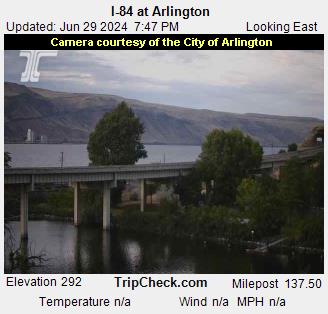 I-84 at Arlington
Updated: Jun 29 2024 7:47 PM Looking East
Camera courtesy of the City of Arlington
Elevation 292 TripCheck.com Milepost 137.50
Temperature n/a Wind n/a MPH n/a